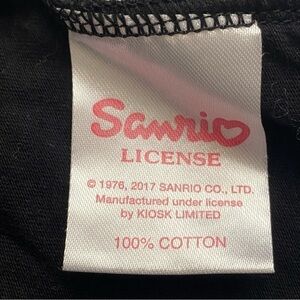 Sanrio
LICENSE
© 1976, 2017 SANRIO CO., LTD.
Manufactured under license
by KIOSK LIMITED
100% COTTON